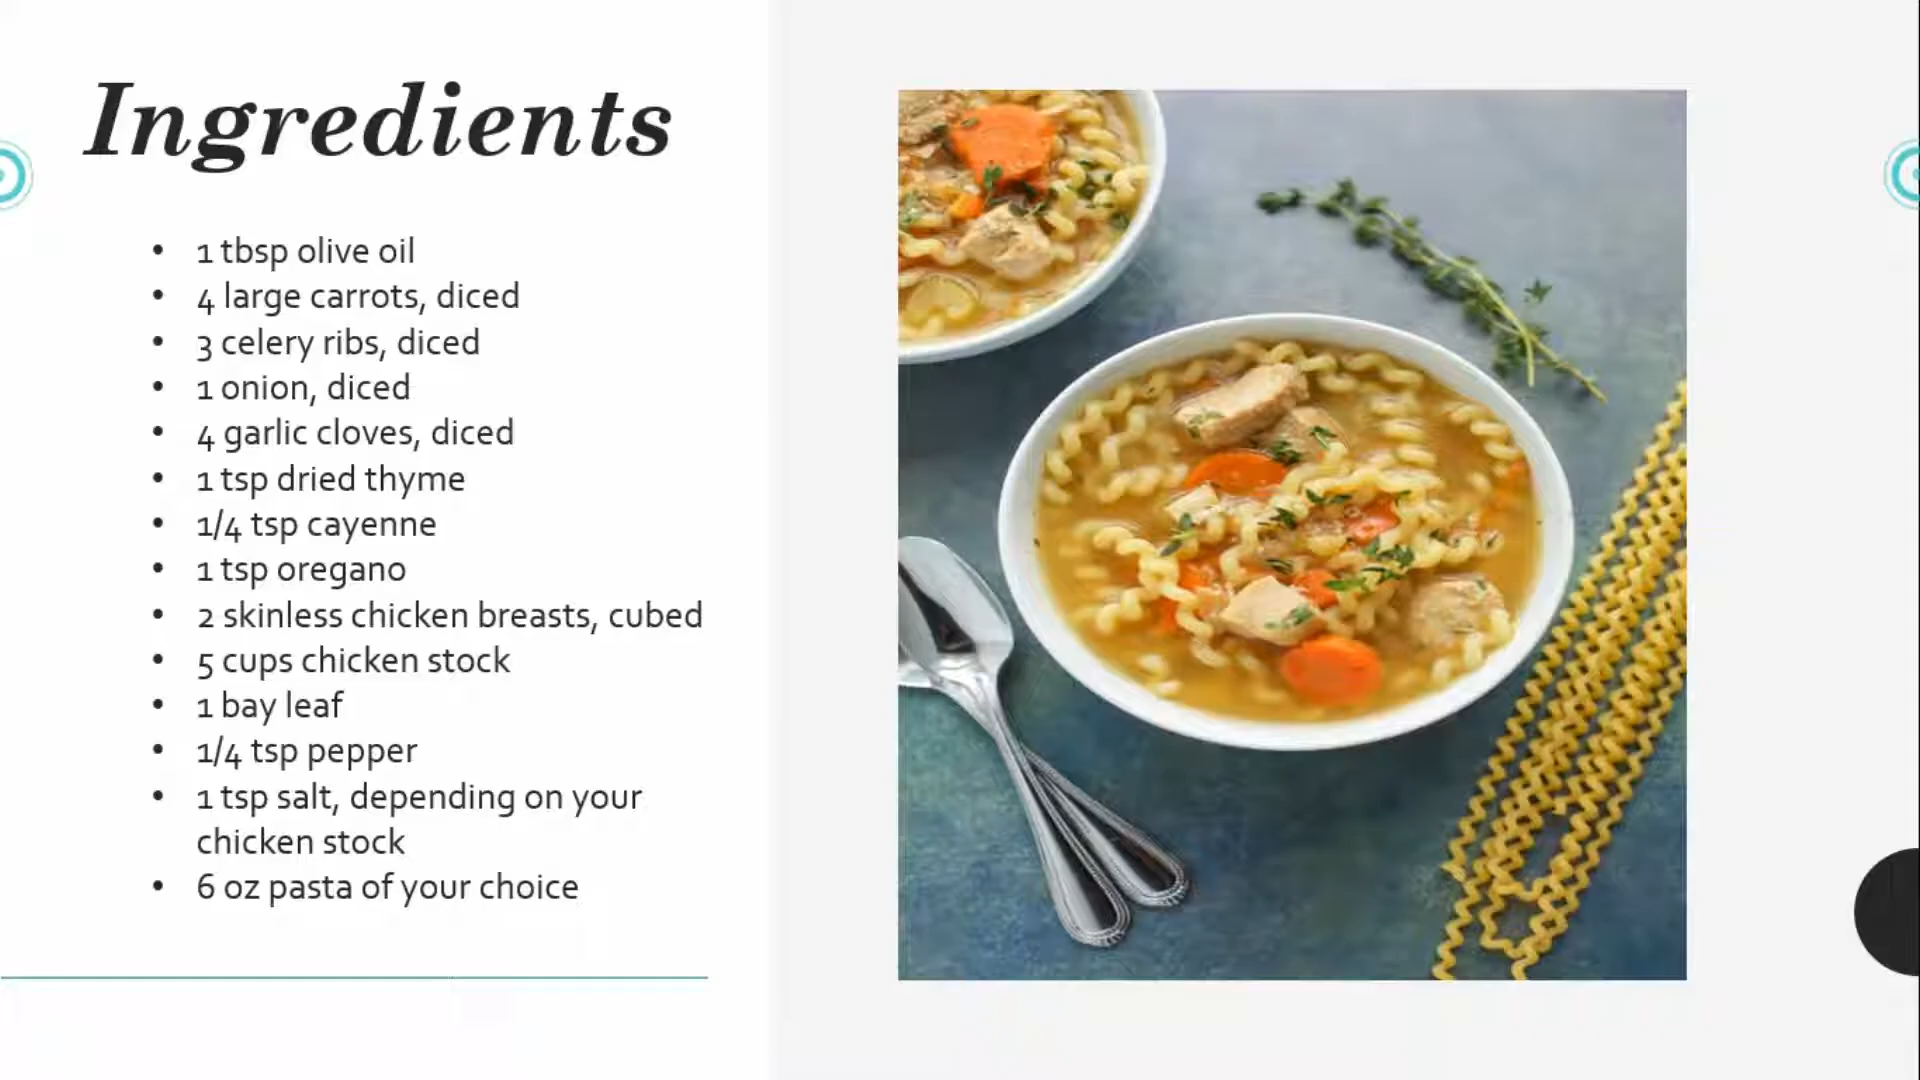 Ingredients
• 1 tbsp olive oil
• 4 large carrots, diced
• 3 celery ribs, diced
• 1 onion, diced
• 4 garlic cloves, diced
• 1 tsp dried thyme
• 1/4 tsp cayenne
• 1 tsp oregano
• 2 skinless chicken breasts, cubed
• 5 cups chicken stock
• 1 bay leaf
• 1/4 tsp pepper
• 1 tsp salt, depending on your
chicken stock
• 6 oz pasta of your choice